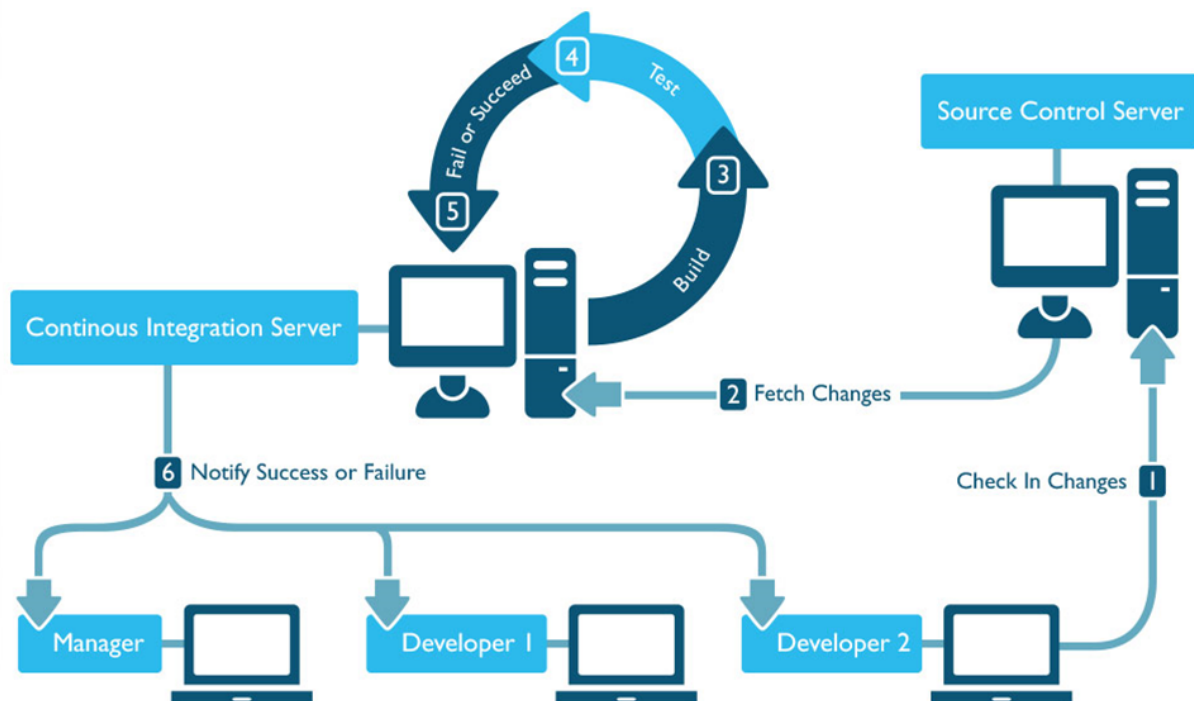 4
Test
Fail or Succeed
Source Control Server
3
5
Build
Continous Integration Server
2 Fetch Changes
6 Notify Success or Failure
Check In Changes 1
Manager
Developer 1
Developer 2